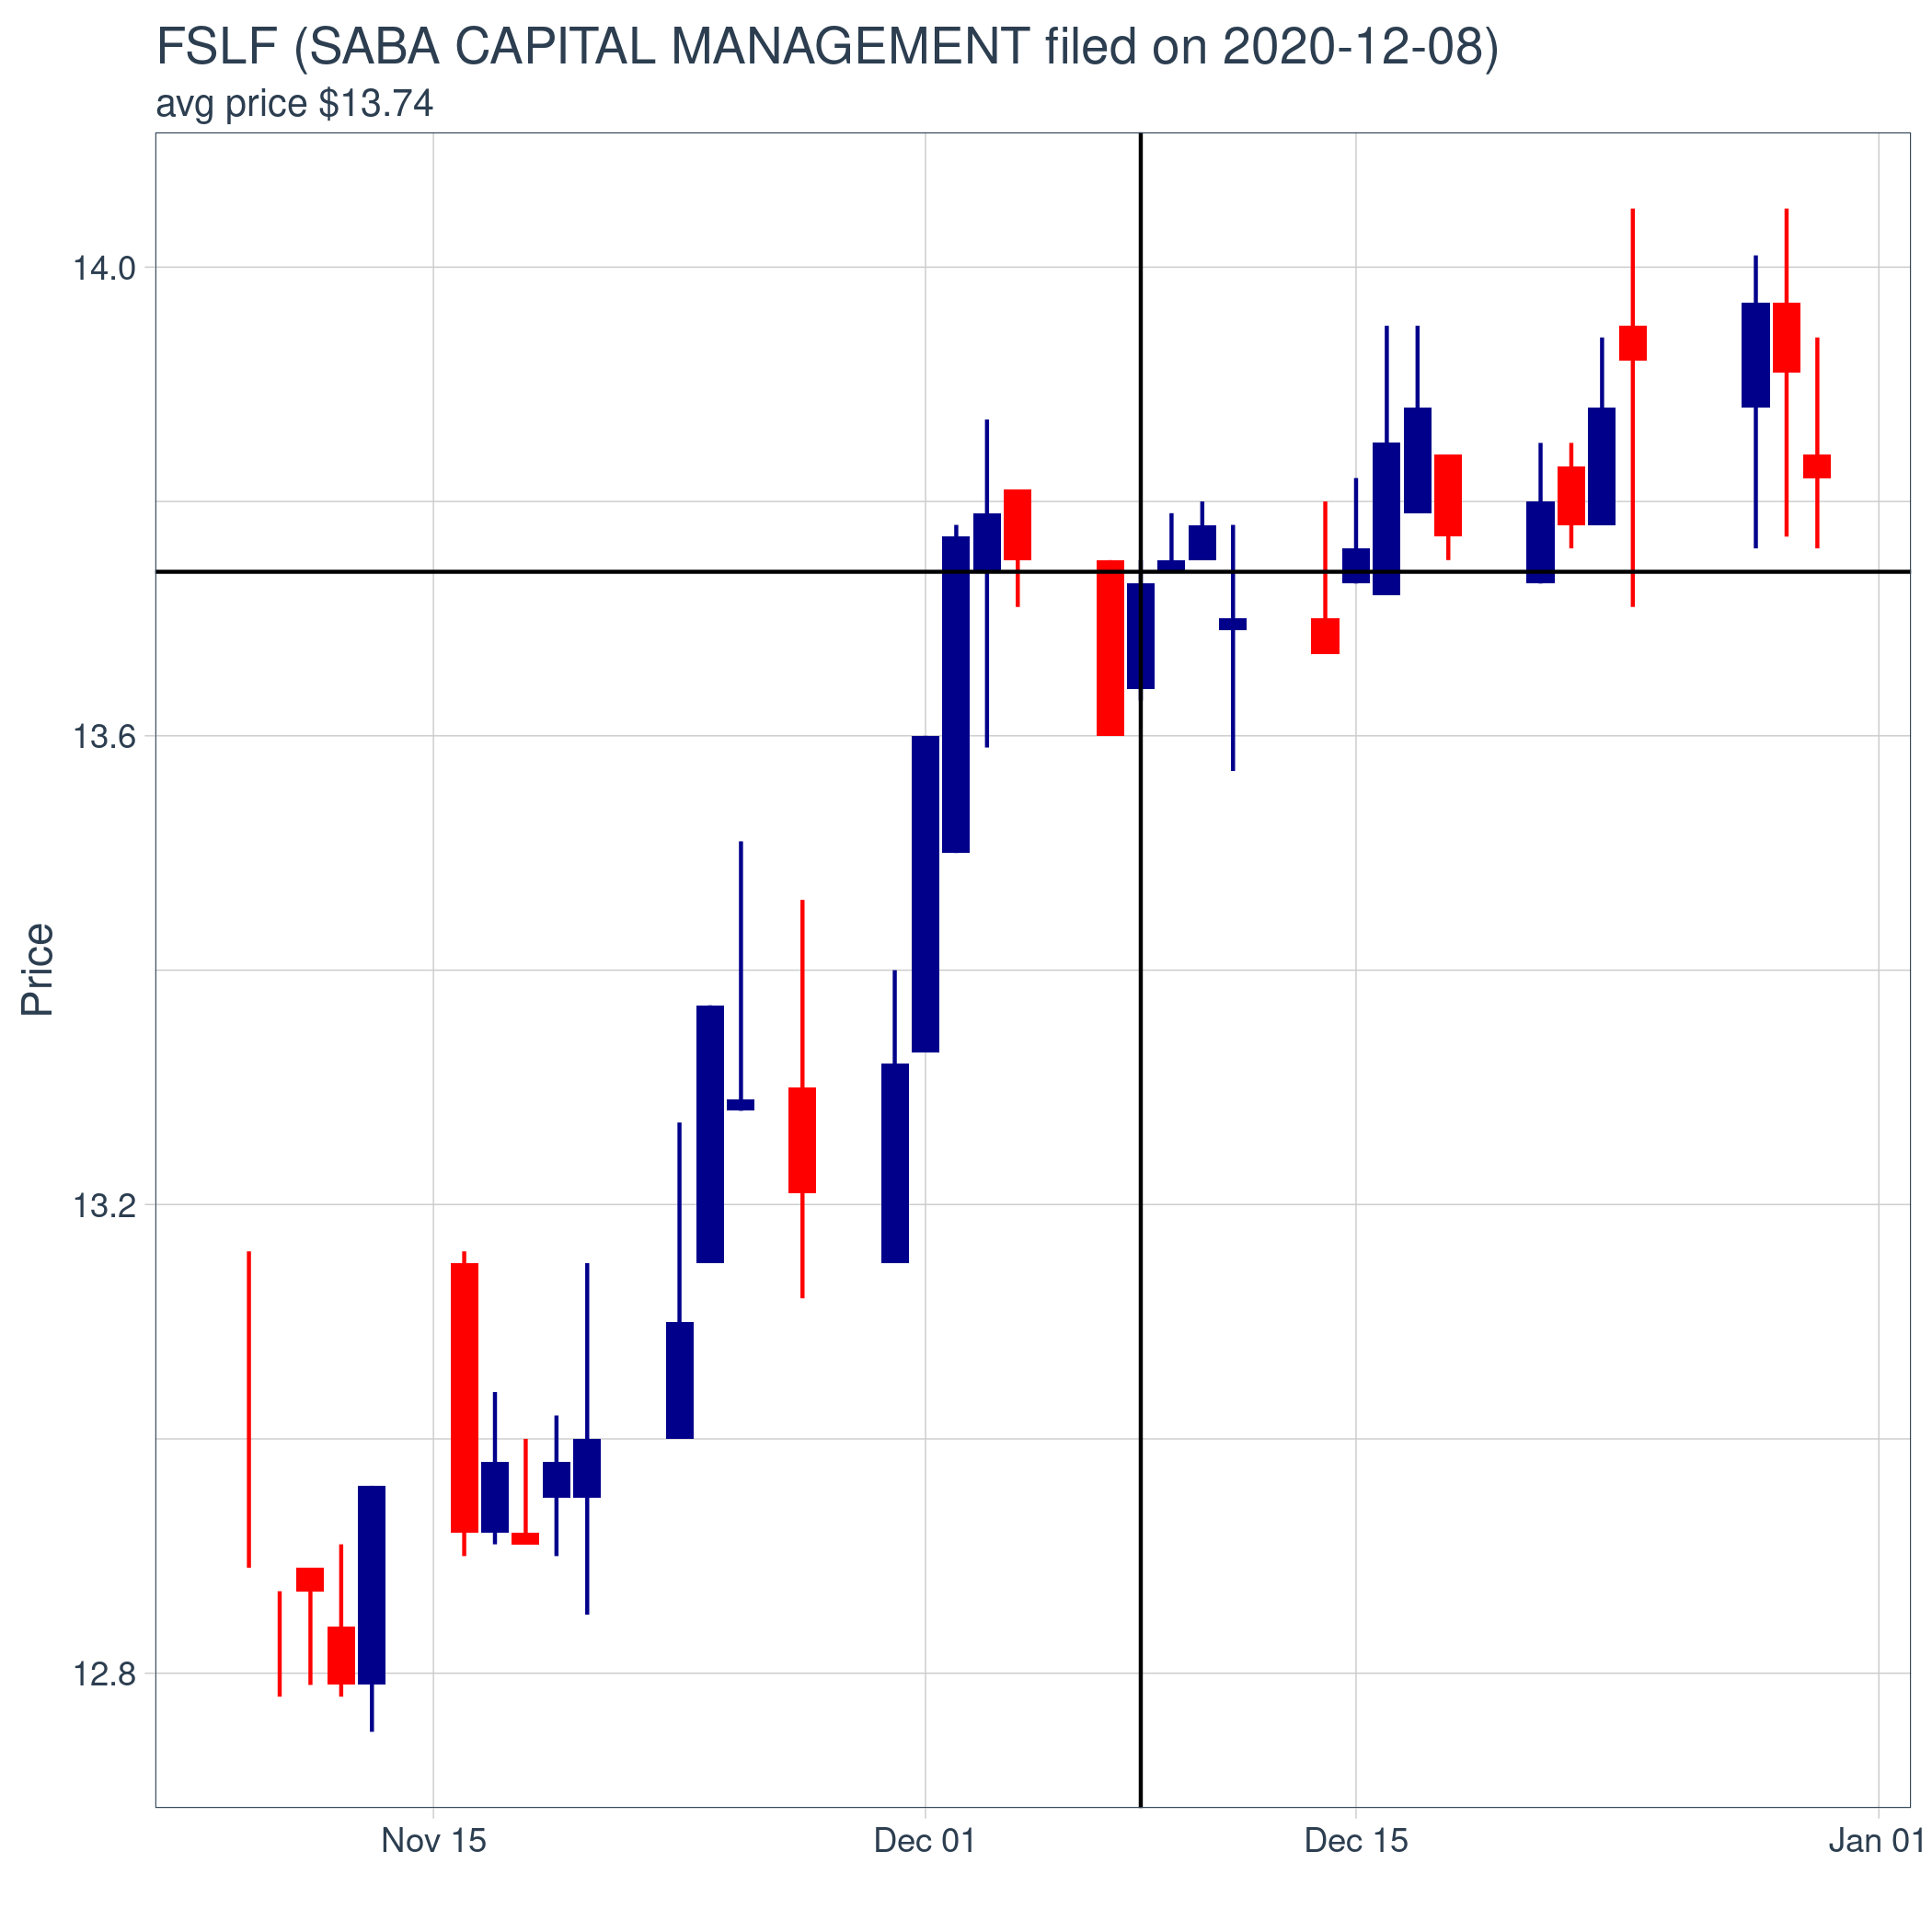 FSLF (SABA CAPITAL MANAGEMENT filed on 2020-12-08)
avg price $13.74
14.0
13.6
Price
13.2
12.8
Nov 15 Dec 01 Dec 15 Jan 01